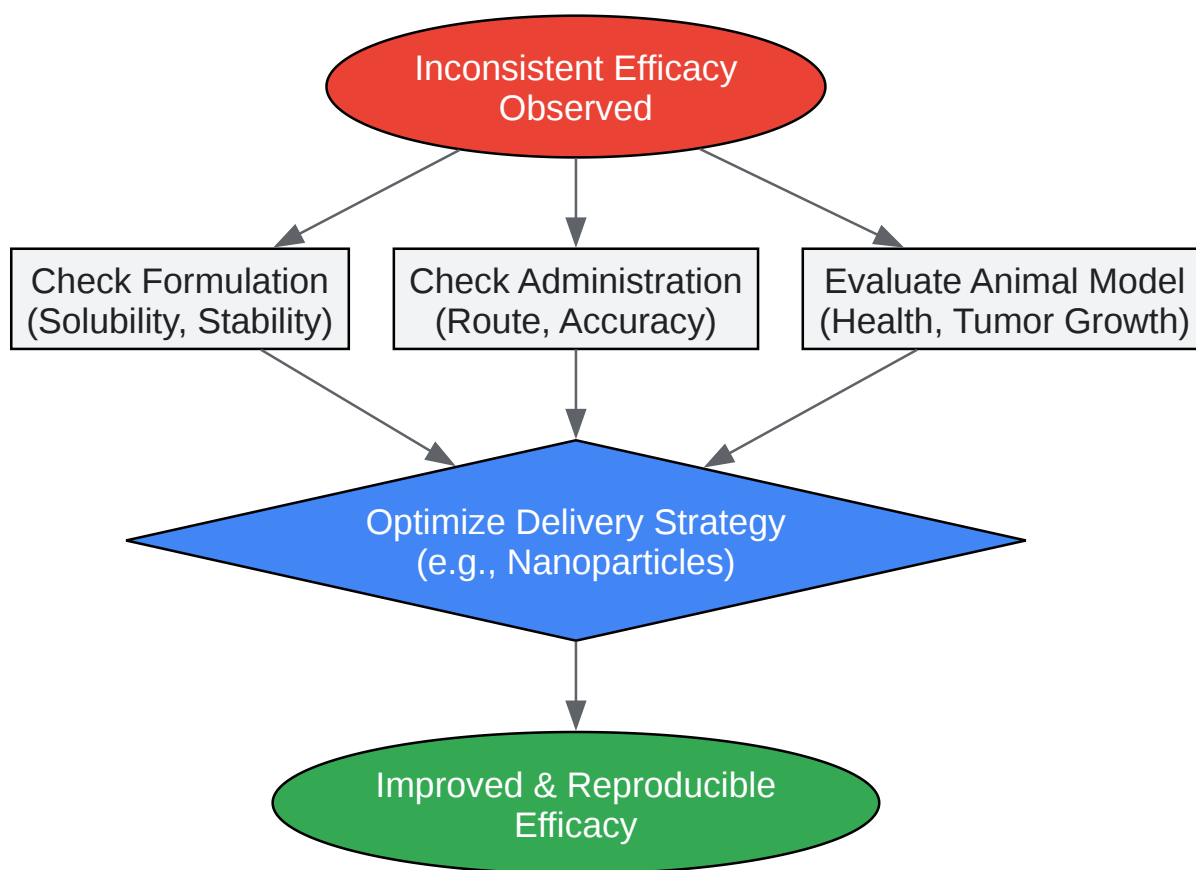 Inconsistent Efficacy
Observed
Check Formulation
(Solubility, Stability)
Check Administration
(Route, Accuracy)
Evaluate Animal Model
(Health, Tumor Growth)
Optimize Delivery Strategy
(e.g., Nanoparticles)
Improved & Reproducible
Efficacy